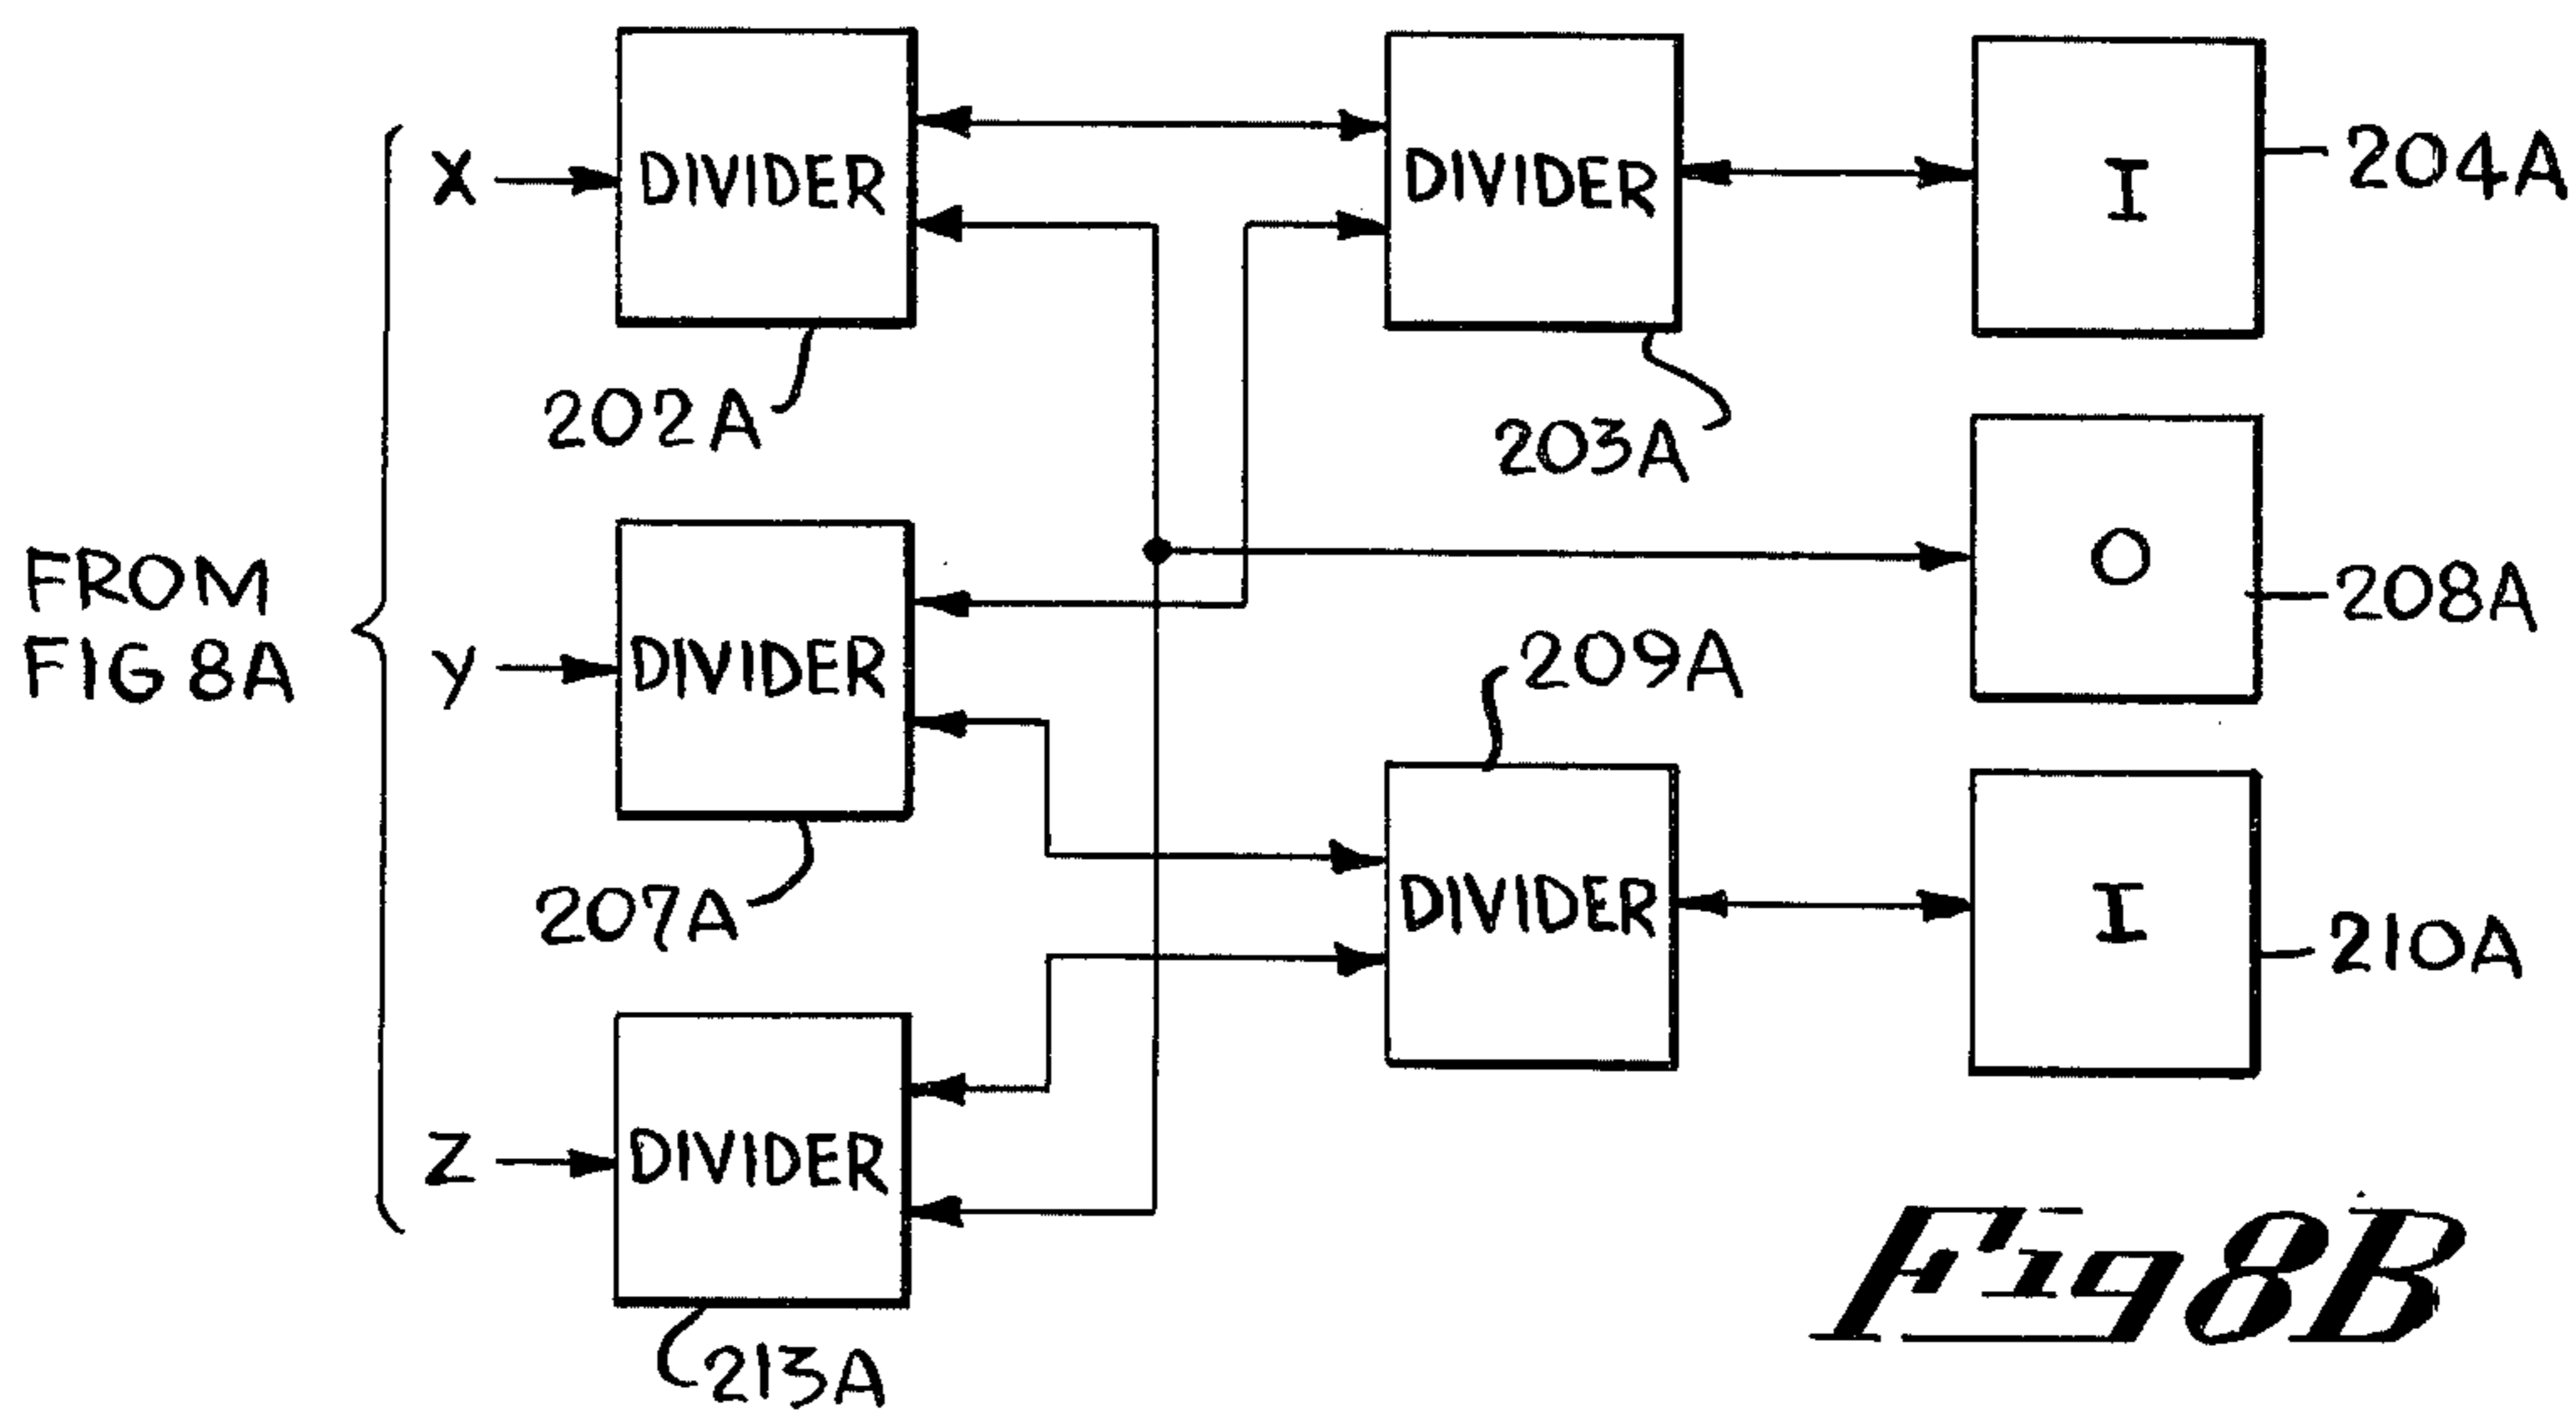 X
DIVIDER
DIVIDER
I
204A
202A
203A
FROM
FIG 8A
O
208A
Y
DIVIDER
209A
207A
DIVIDER
I
210A
Z
DIVIDER
213A
Fig 8B